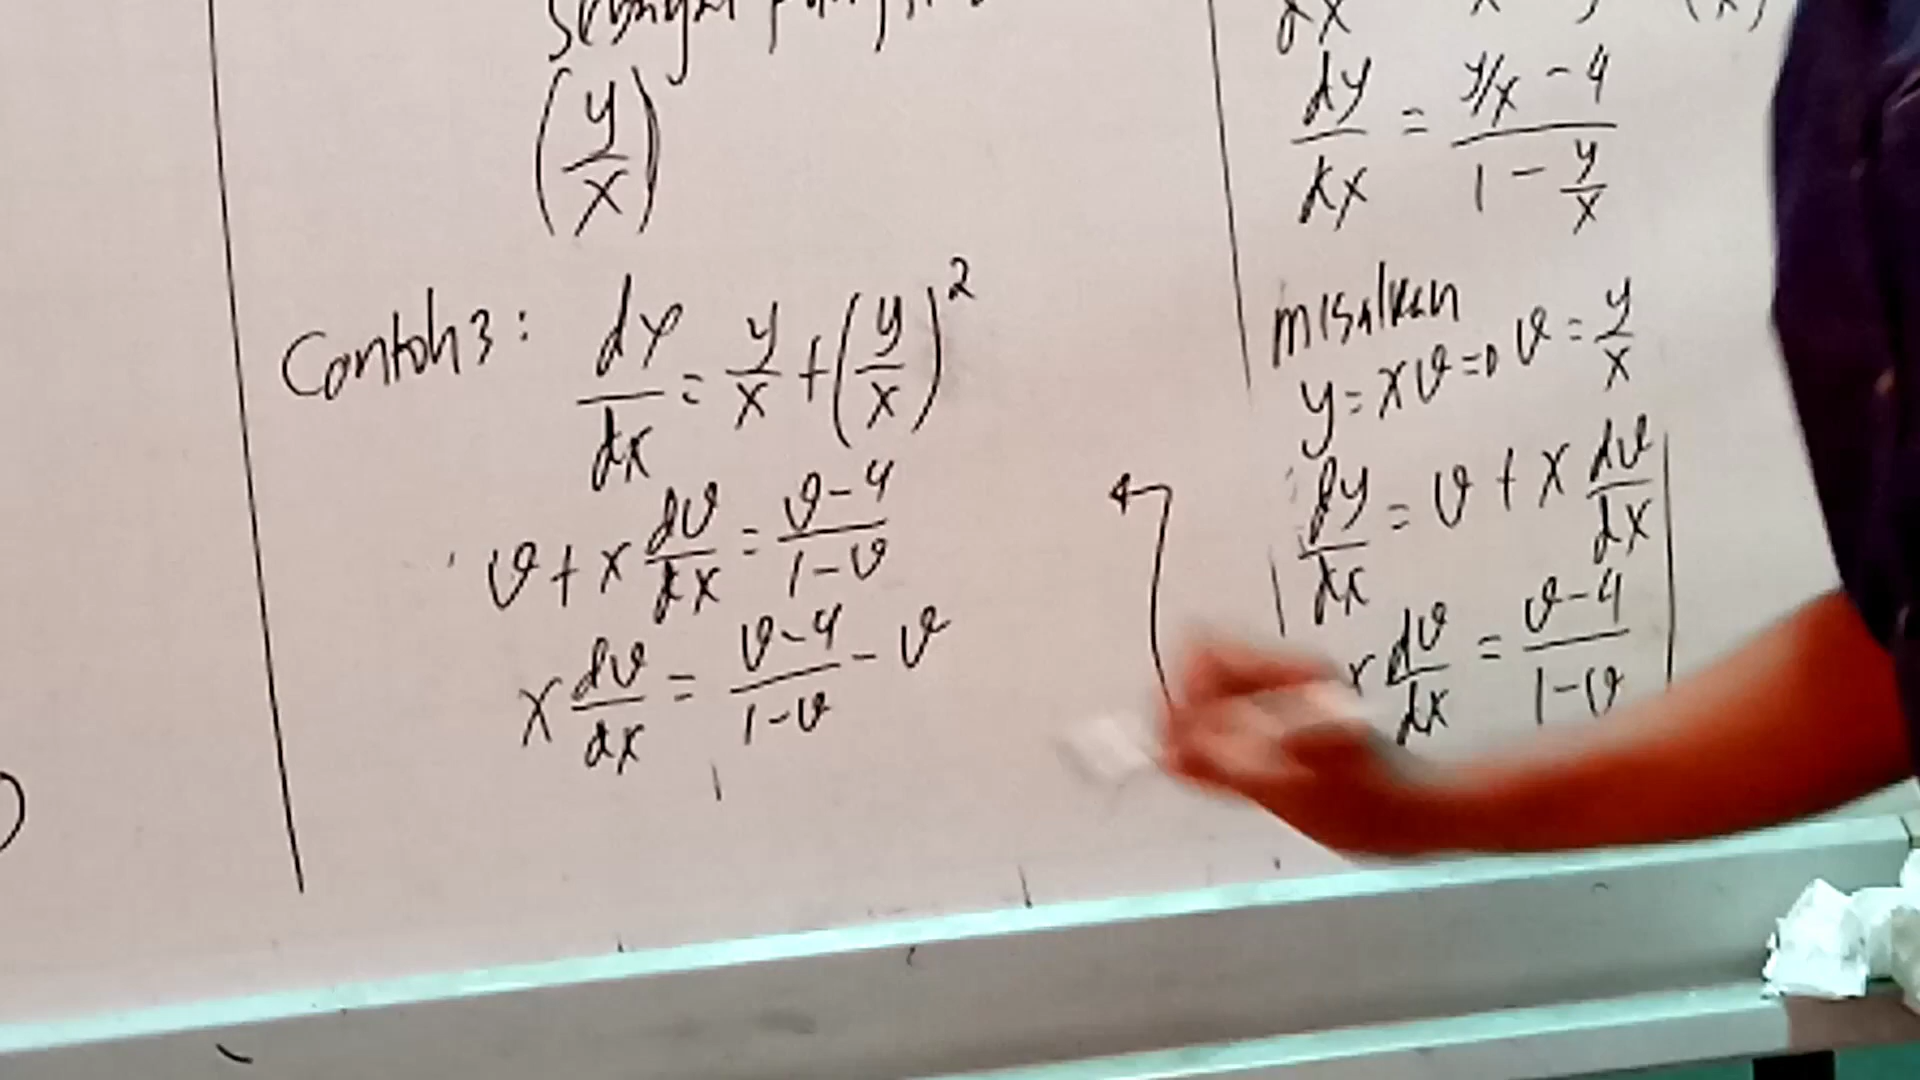 (y/x)
Contoh 3: dy/dx = y/x + (y/x)^2
v + x dv/dx = v-4 / 1-v
x dv/dx = v-4 / 1-v - v
dy/dx = y/x - 4 / 1 - y/x
misalkan
y = xv => v = y/x
dy/dx = v + x dv/dx
x dv/dx = v-4 / 1-v